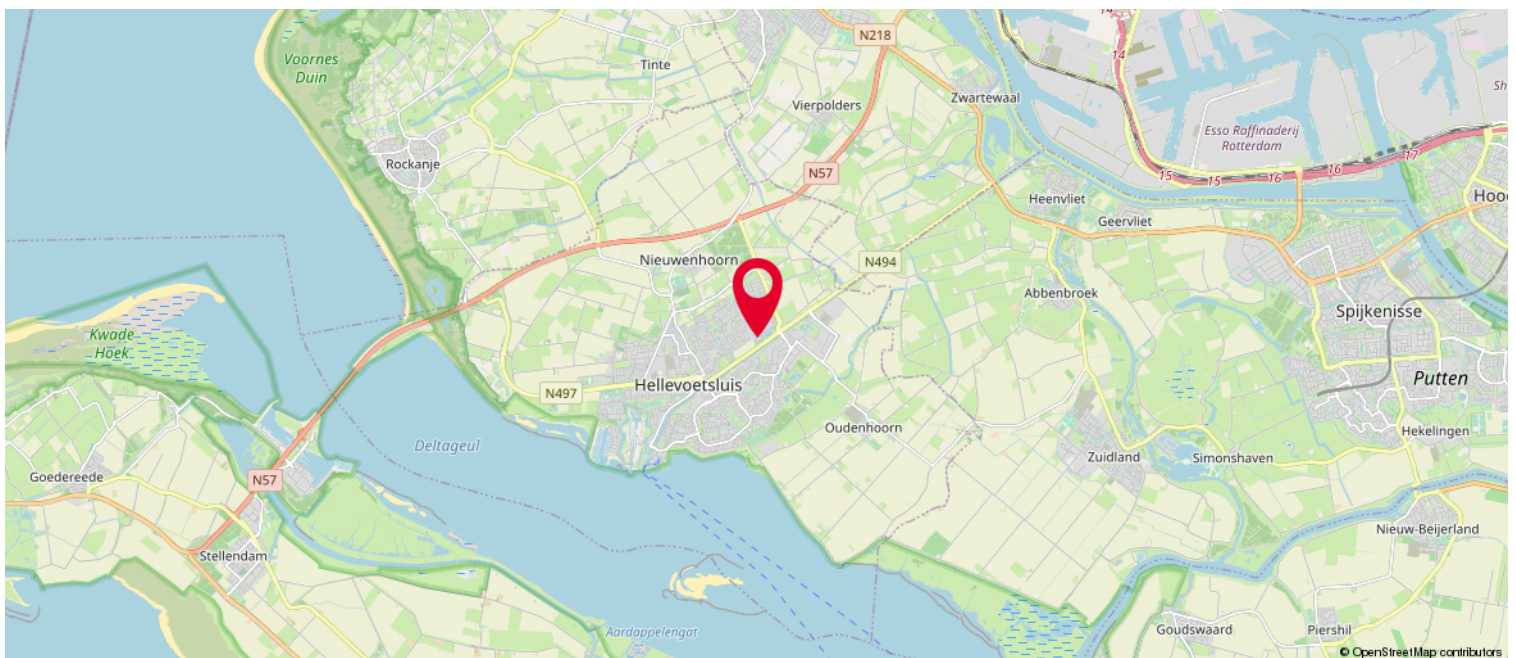 14
14
N218
Voornes
Duin
Tinte
Sh
Zwartewaal
Vierpolders
Esso Raffinaderij
Rotterdam
Rockanje
17
16
N57
15
15
16
Heenvliet
Hoo
Geervliet
Nieuwenhoorn
N494
Abbenbroek
Spijkenisse
Kwade
Hoek
Putten
Hellevoetsluis
N497
Oudenhoorn
Hekelingen
Deltageul
Zuidland
Simonshaven
Goedereede
N57
Nieuw-Beijerland
Stellendam
Aardappelengat
Goudswaard
Piershil
© OpenStreetMap contributors